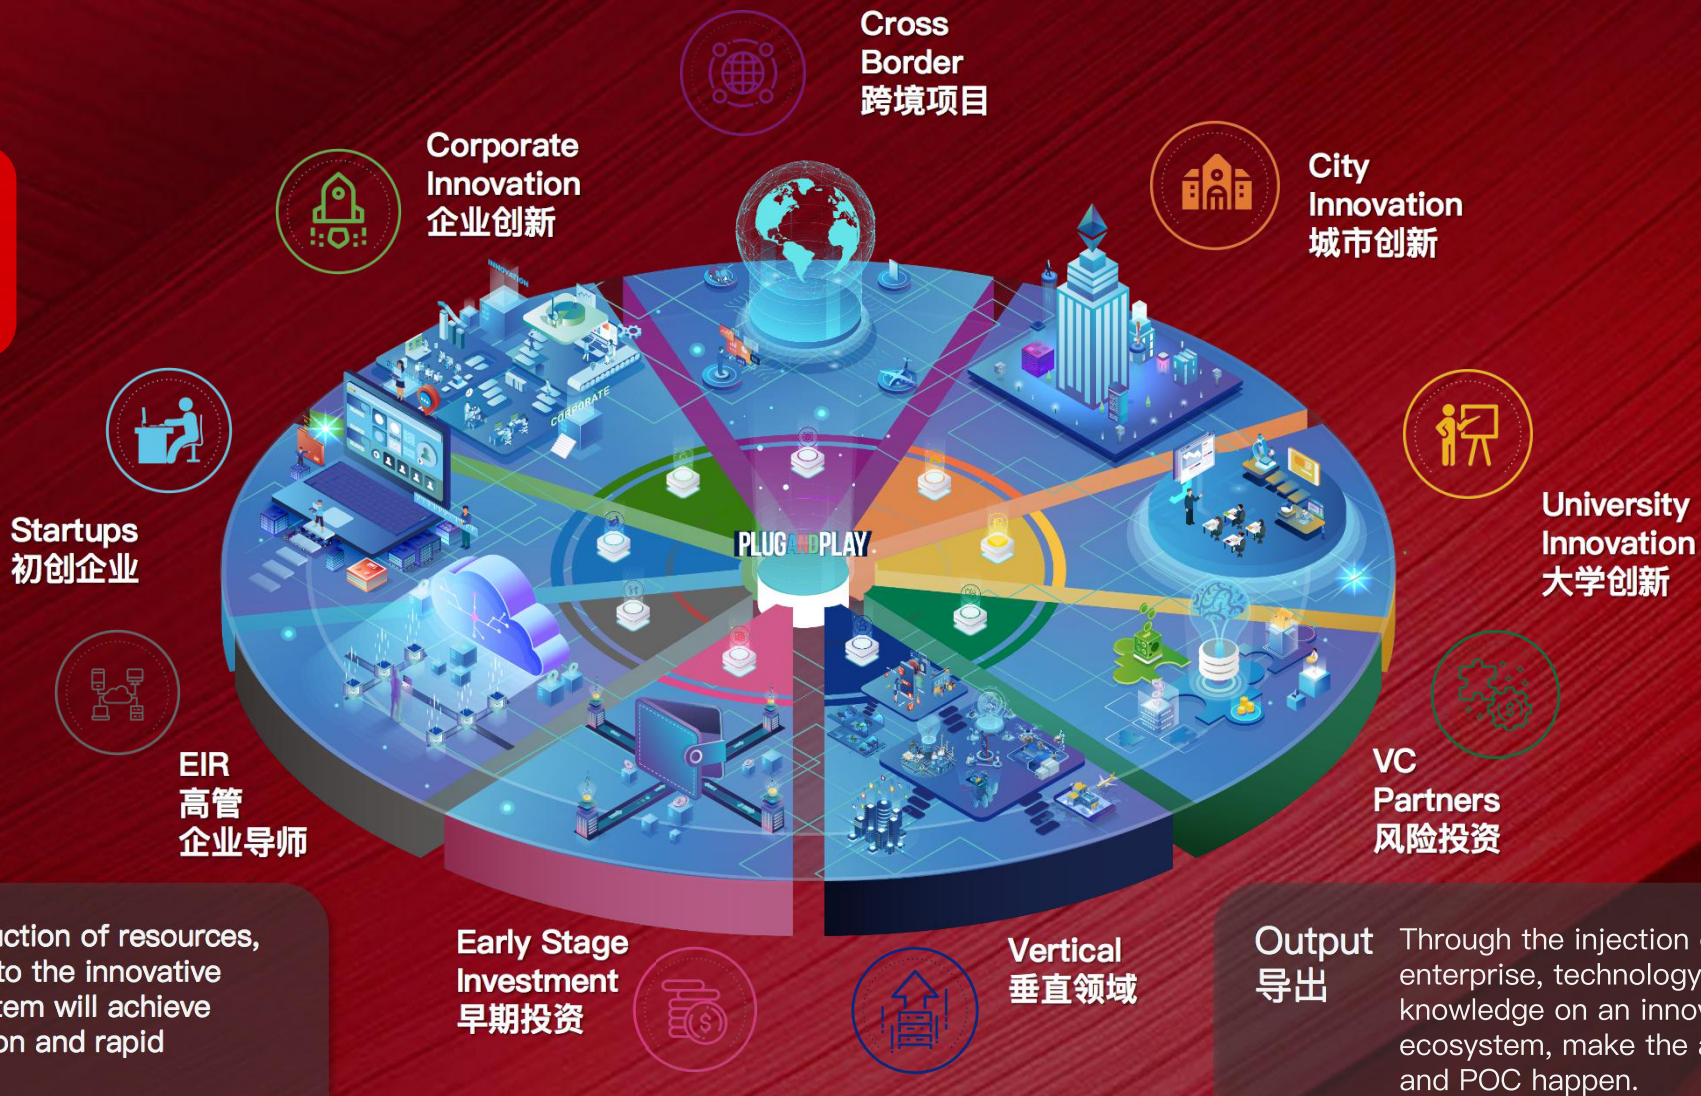 Cross
Border
跨境项目
Corporate
Innovation
企业创新
City
Innovation
城市创新
INNOVATION
CORPORATE
Startups
初创企业
PLUGANDPLAY
University
Innovation
大学创新
EIR
高管
企业导师
VC
Partners
风险投资
Early Stage
Investment
早期投资
Vertical
垂直领域
uction of resources,
to the innovative
tem will achieve
on and rapid
Output
导出
Through the injection
enterprise, technology
knowledge on an innov
ecosystem, make the a
and POC happen.